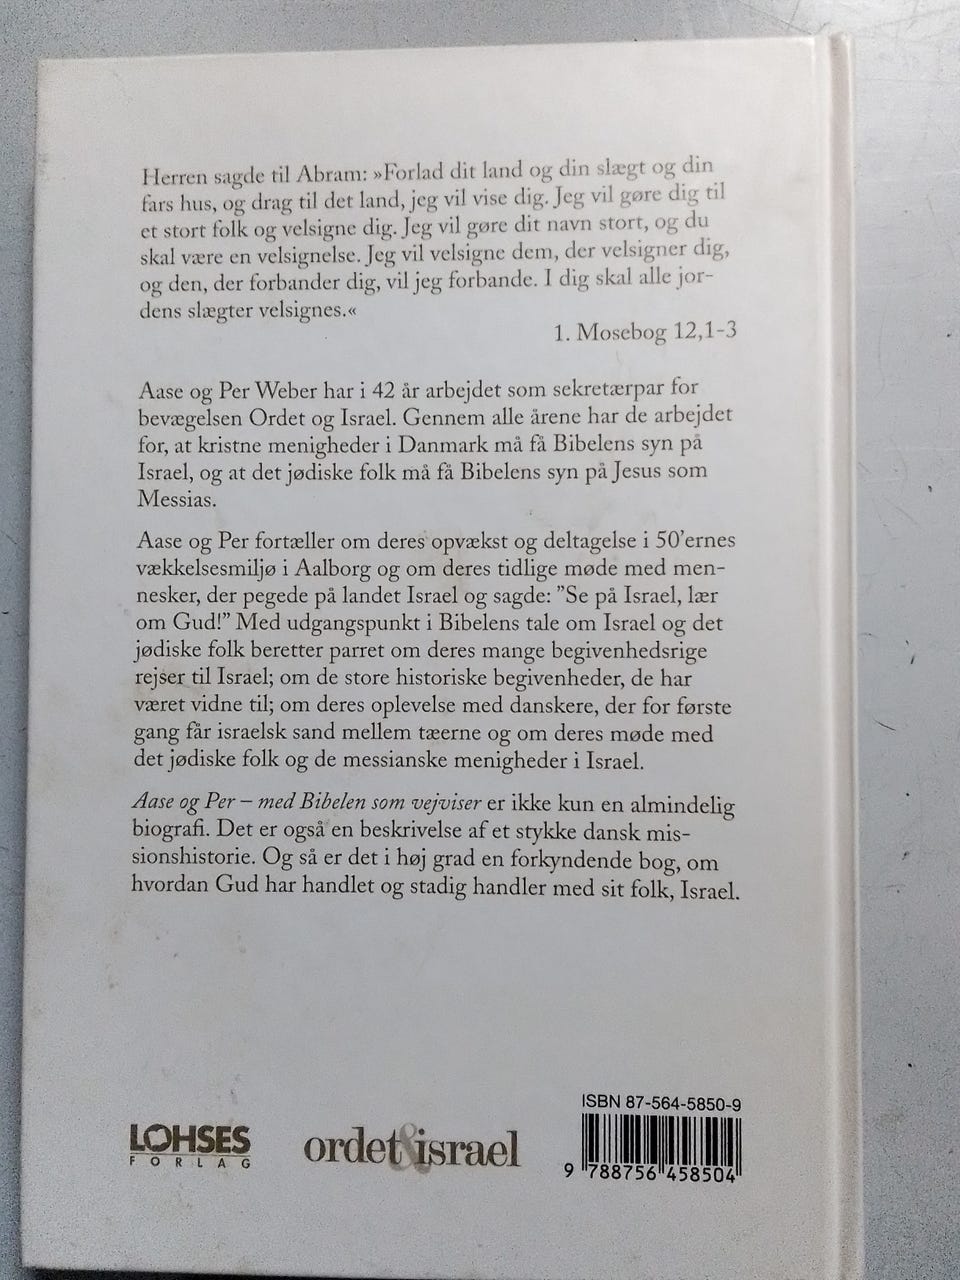 Herren sagde til Abram: »Forlad dit land og din slægt og din
fars hus, og drag til det land, jeg vil vise dig. Jeg vil gøre dig til
et stort folk og velsigne dig. Jeg vil gøre dit navn stort, og du
skal være en velsignelse. Jeg vil velsigne dem, der velsigner dig,
og den, der forbander dig, vil jeg forbande. I dig skal alle jor-
dens slægter velsignes.«
1. Mosebog 12,1-3
Aase og Per Weber har i 42 år arbejdet som sekretærpar for
bevægelsen Ordet og Israel. Gennem alle årene har de arbejdet
for, at kristne menigheder i Danmark må få Bibelens syn på
Israel, og at det jødiske folk må få Bibelens syn på Jesus som
Messias.
Aase og Per fortæller om deres opvækst og deltagelse i 50'ernes
vækkelsesmiljø i Aalborg og om deres tidlige møde med men-
nesker, der pegede på landet Israel og sagde: ”Se på Israel, lær
om Gud!” Med udgangspunkt i Bibelens tale om Israel og det
jødiske folk beretter parret om deres mange begivenhedsrige
rejser til Israel; om de store historiske begivenheder, de har
været vidne til; om deres oplevelse med danskere, der for første
gang får israelsk sand mellem tæerne og om deres møde med
det jødiske folk og de messianske menigheder i Israel.
Aase og Per – med Bibelen som vejviser er ikke kun en almindelig
biografi. Det er også en beskrivelse af et stykke dansk mis-
sionshistorie. Og så er det i høj grad en forkyndende bog, om
hvordan Gud har handlet og stadig handler med sit folk, Israel.
ISBN 87-564-5850-9
LOHSES
FORLAG
ordet&israel
9 788756 458504